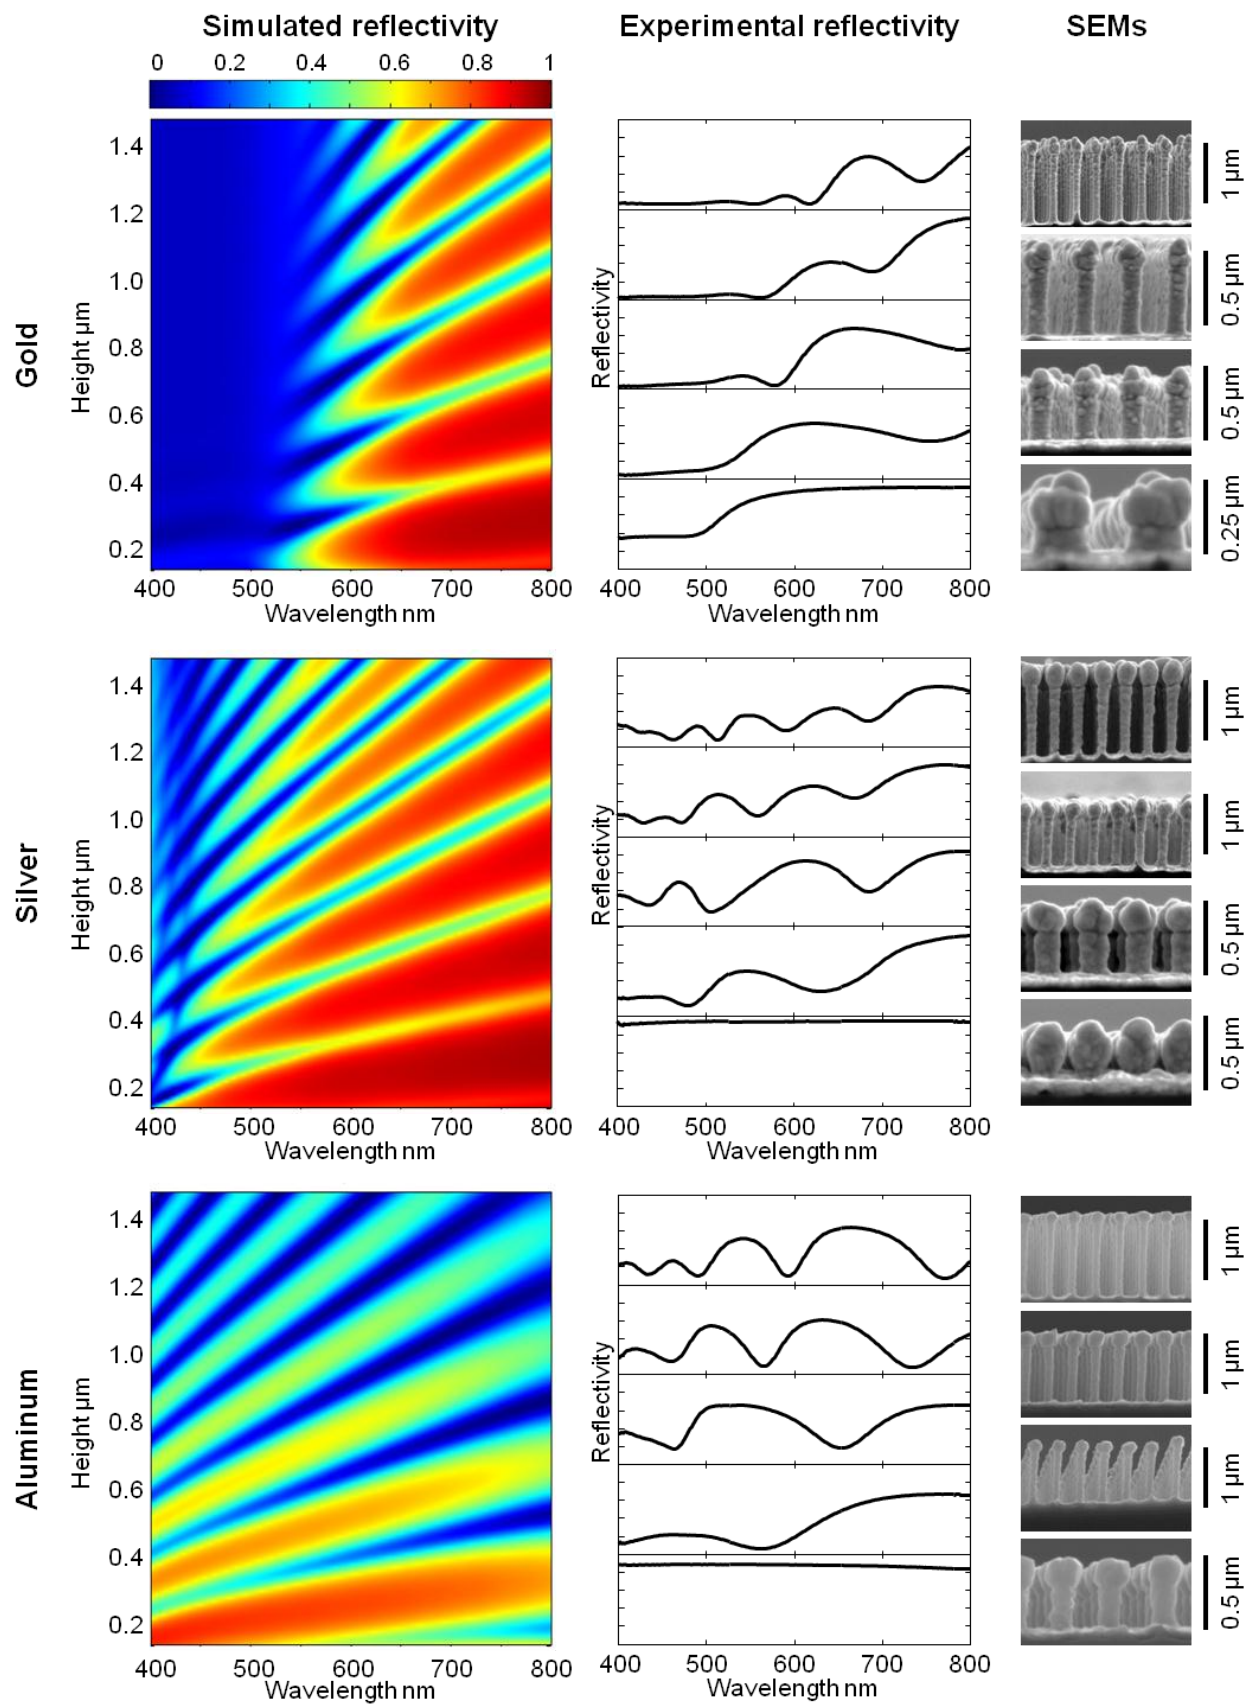 Simulated reflectivity
Experimental reflectivity
SEMs
0 0.2 0.4 0.6 0.8 1
Gold
Height µm
1.4
1.2
1.0
0.8
0.6
0.4
0.2
400 500 600 700 800
Wavelength nm
Reflectivity
400 500 600 700 800
Wavelength nm
1 µm
0.5 µm
0.5 µm
0.25 µm
Silver
Height µm
1.4
1.2
1.0
0.8
0.6
0.4
0.2
400 500 600 700 800
Wavelength nm
Reflectivity
400 500 600 700 800
Wavelength nm
1 µm
1 µm
0.5 µm
0.5 µm
Aluminum
Height µm
1.4
1.2
1.0
0.8
0.6
0.4
0.2
400 500 600 700 800
Wavelength nm
Reflectivity
400 500 600 700 800
Wavelength nm
1 µm
1 µm
1 µm
0.5 µm